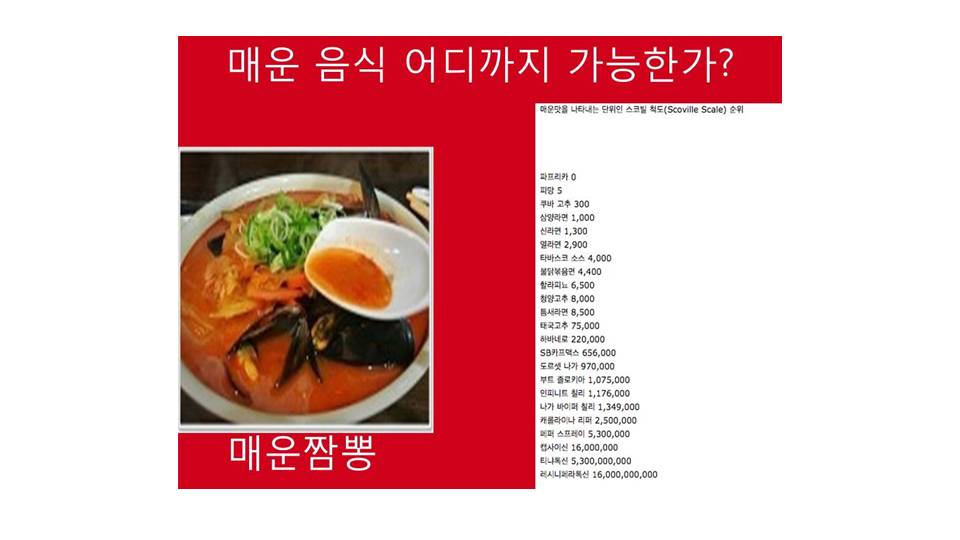 매운 음식 어디까지 가능한가?
매운맛을 나타내는 단위인 스코빌 척도(Scoville Scale) 순위
파프리카 0
피망 5
쿠바 고추 300
삼양라면 1,000
신라면 1,300
열라면 2,900
타바스코 소스 4,000
불닭볶음면 4,400
할라피뇨 6,500
청양고추 8,000
틈새라면 8,500
태국고추 75,000
하바네로 220,000
SB카프맥스 656,000
도르셋 나가 970,000
부트 졸로키아 1,075,000
인피니트 칠리 1,176,000
나가 바이퍼 칠리 1,349,000
캐롤라이나 리퍼 2,500,000
페퍼 스프레이 5,300,000
캡사이신 16,000,000
티냐톡신 5,300,000,000
레시니페라톡신 16,000,000,000
매운짬뽕